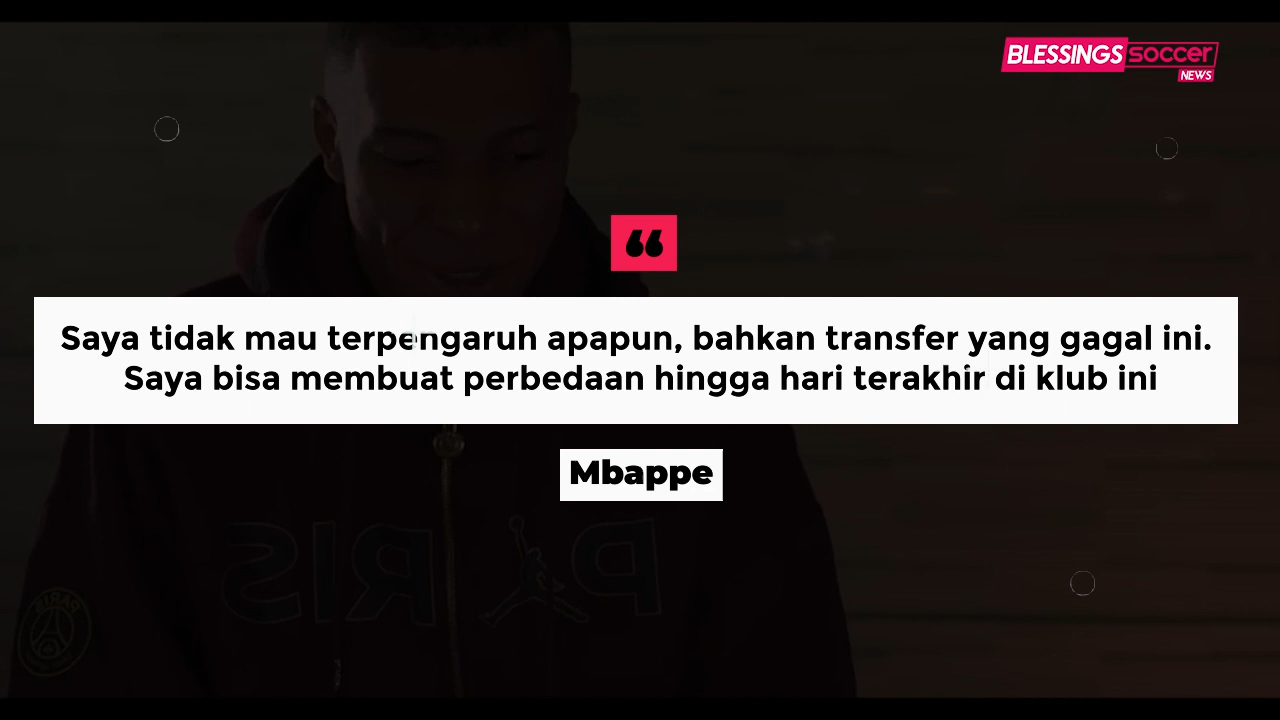 BLESSINGS soccer
NEWS
“
Saya tidak mau terpengaruh apapun, bahkan transfer yang gagal ini.
Saya bisa membuat perbedaan hingga hari terakhir di klub ini
Mbappe
PARIS
PARIS